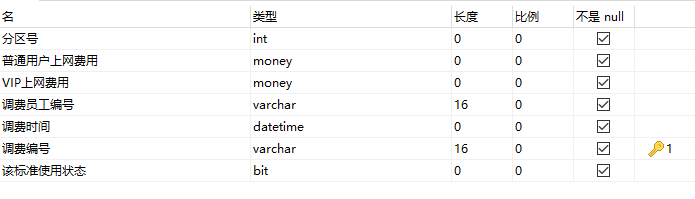 名 类型 长度 比例 不是 null
分区号 int 0 0
普通用户上网费用 money 0 0
VIP上网费用 money 0 0
调费员工编号 varchar 16 0
调费时间 datetime 0 0
调费编号 varchar 16 0 1
该标准使用状态 bit 0 0